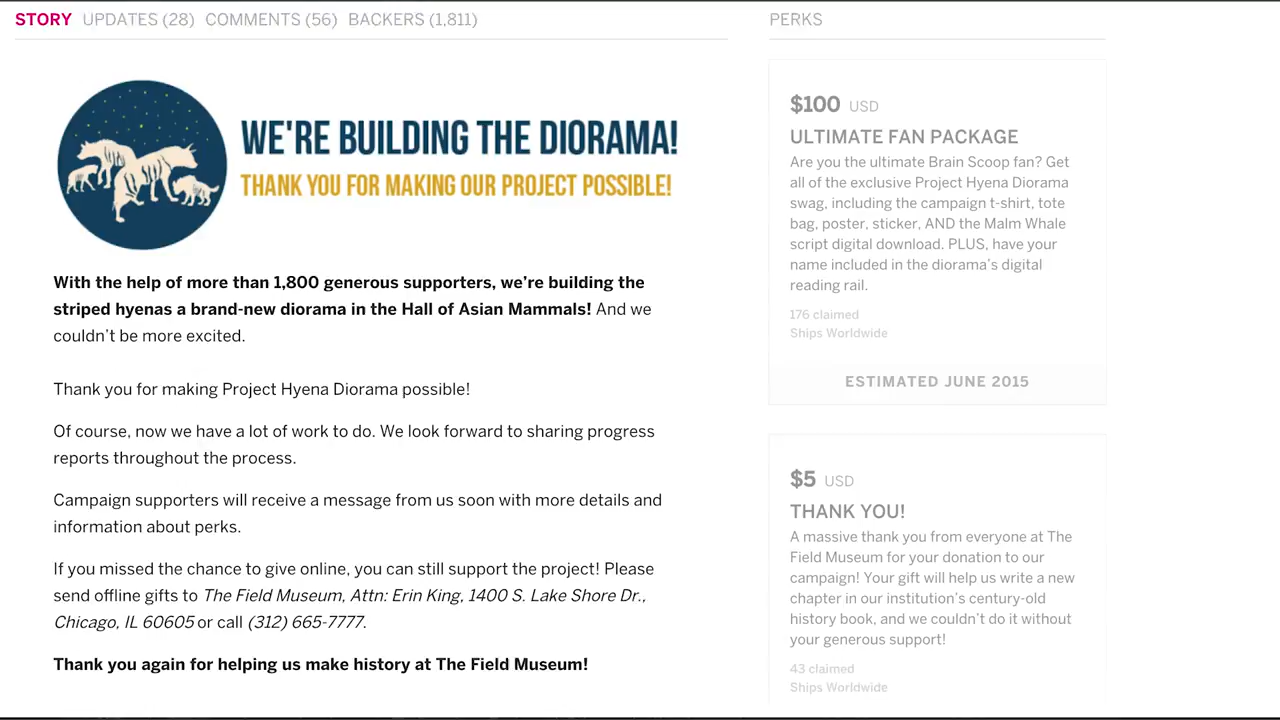 STORY UPDATES (28) COMMENTS (56) BACKERS (1,811)
WE'RE BUILDING THE DIORAMA!
THANK YOU FOR MAKING OUR PROJECT POSSIBLE!
With the help of more than 1,800 generous supporters, we're building the
striped hyenas a brand-new diorama in the Hall of Asian Mammals! And we
couldn't be more excited.
Thank you for making Project Hyena Diorama possible!
Of course, now we have a lot of work to do. We look forward to sharing progress
reports throughout the process.
Campaign supporters will receive a message from us soon with more details and
information about perks.
If you missed the chance to give online, you can still support the project! Please
send offline gifts to The Field Museum, Attn: Erin King, 1400 S. Lake Shore Dr.,
Chicago, IL 60605 or call (312) 665-7777.
Thank you again for helping us make history at The Field Museum!
PERKS
$100 USD
ULTIMATE FAN PACKAGE
Are you the ultimate Brain Scoop fan? Get
all of the exclusive Project Hyena Diorama
swag, including the campaign t-shirt, tote
bag, poster, sticker, AND the Malm Whale
script digital download. PLUS, have your
name included in the diorama's digital
reading rail.
176 claimed
Ships Worldwide
ESTIMATED JUNE 2015
$5 USD
THANK YOU!
A massive thank you from everyone at The
Field Museum for your donation to our
campaign! Your gift will help us write a new
chapter in our institution's century-old
history book, and we couldn't do it without
your generous support!
43 claimed
Ships Worldwide